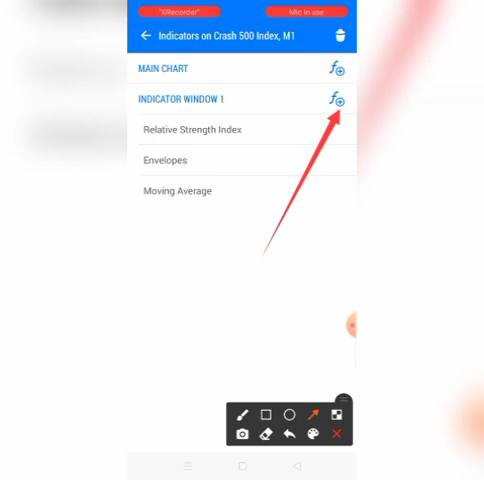 "XRecorder"
Mic in use
Indicators on Crash 500 Index, M1
MAIN CHART
INDICATOR WINDOW 1
Relative Strength Index
Envelopes
Moving Average